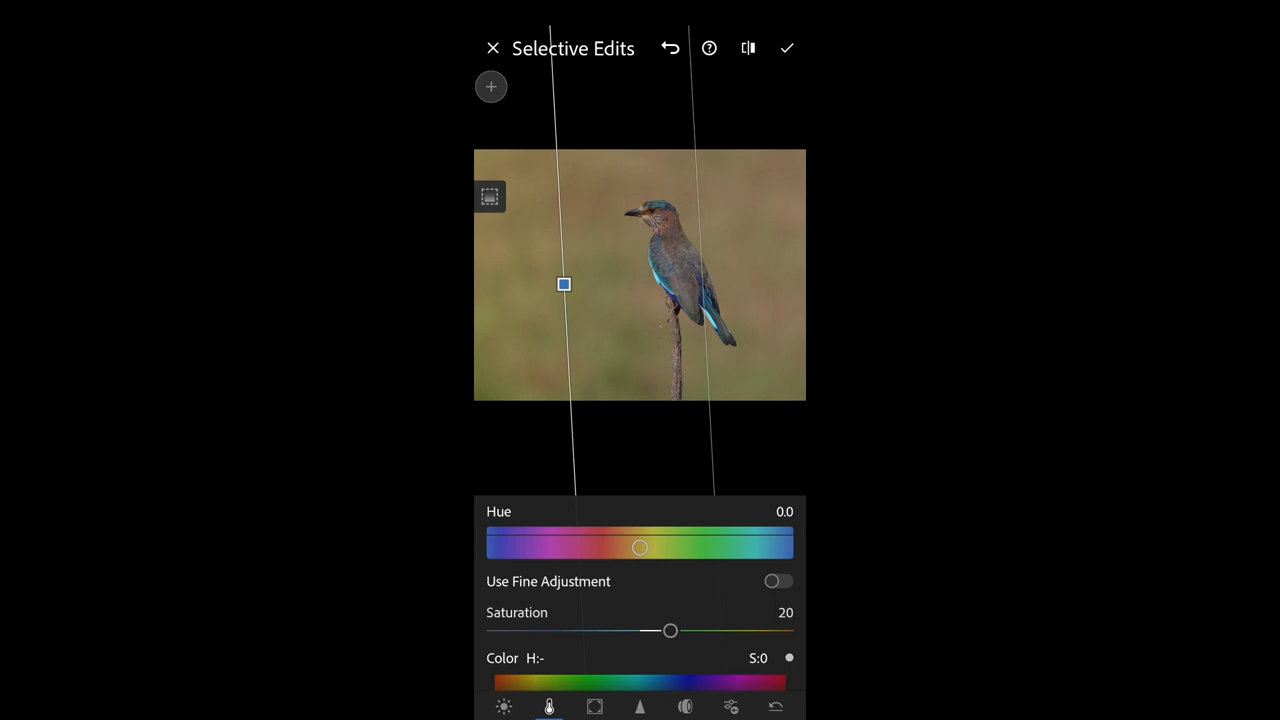 Selective Edits
Hue 0.0
Use Fine Adjustment
Saturation 20
Color H:- S:0